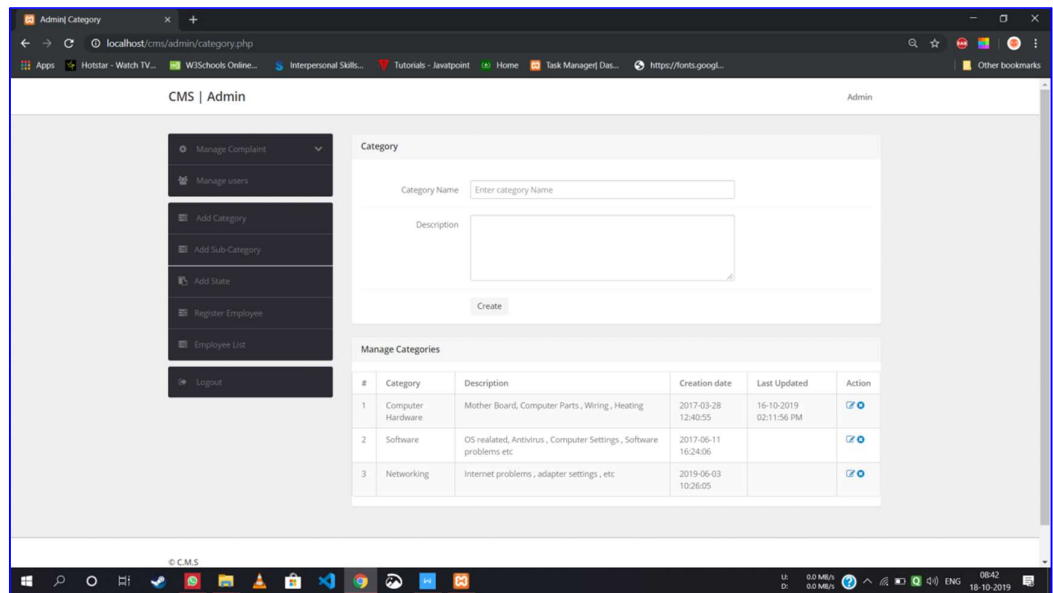 Admin| Category
localhost/cms/admin/category.php
Apps Hotstar - Watch TV... W3Schools Online... Interpersonal Skills... Tutorials - Javatpoint Home Task Manager| Das... https://fonts.googl... Other bookmarks
CMS | Admin Admin
Manage Complaint
Manage users
Add Category
Add Sub-Category
Add State
Register Employee
Employee List
Logout
Category
Category Name Enter category Name
Description
Create
Manage Categories
# Category Description Creation date Last Updated Action
1 Computer Mother Board, Computer Parts , Wiring , Heating 2017-03-28 16-10-2019
Hardware 12:40:55 02:11:56 PM
2 Software OS realated, Antivirus , Computer Settings , Software 2017-06-11
problems etc 16:24:06
3 Networking Internet problems , adapter settings , etc 2019-06-03
10:26:05
© C.M.S
U: 0.0 MB/s
D: 0.0 MB/s
ENG
08:42
18-10-2019